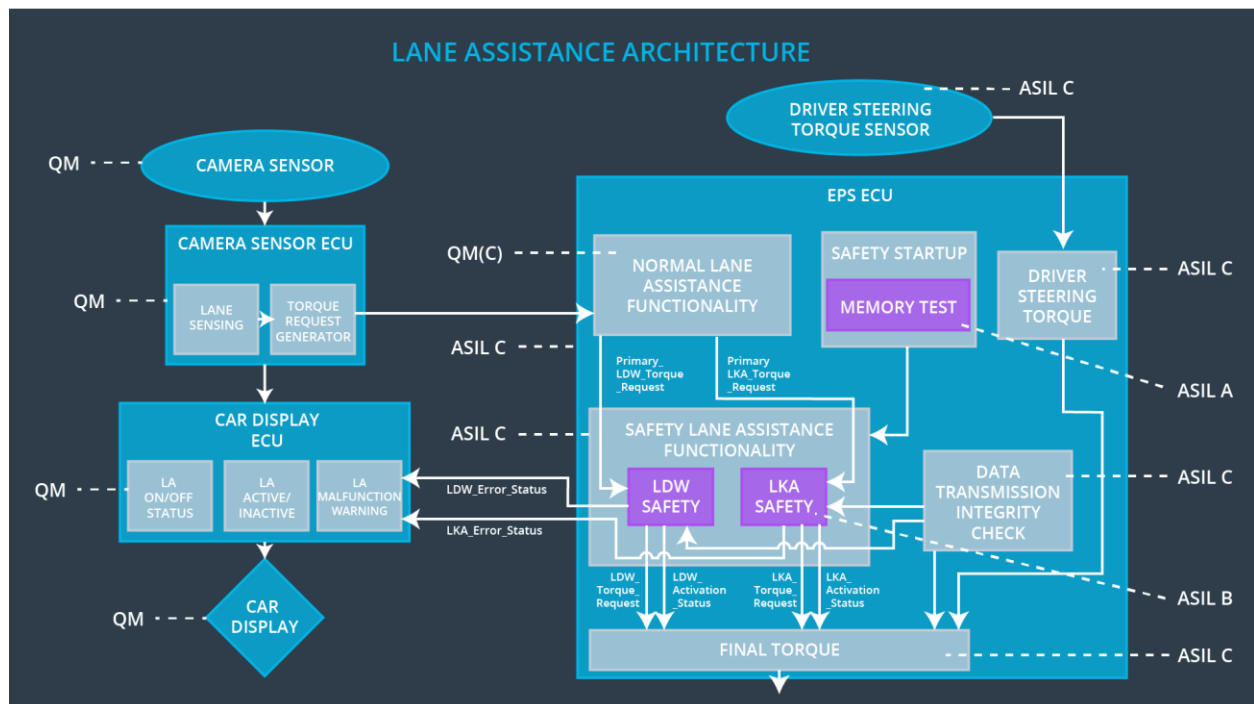 LANE ASSISTANCE ARCHITECTURE
ASIL C
DRIVER STEERING
TORQUE SENSOR
QM
CAMERA SENSOR
EPS ECU
CAMERA SENSOR ECU
QM
LANE
SENSING
TORQUE
REQUEST
GENERATOR
QM(C)
NORMAL LANE
ASSISTANCE
FUNCTIONALITY
SAFETY STARTUP
MEMORY TEST
DRIVER
STEERING
TORQUE
ASIL C
ASIL C
ASIL A
Primary_
LDW_Torque
_Request
Primary
LKA_Torque
_Request
CAR DISPLAY
ECU
QM
LA
ON/OFF
STATUS
LA
ACTIVE/
INACTIVE
LA
MALFUNCTION
WARNING
ASIL C
SAFETY LANE ASSISTANCE
FUNCTIONALITY
LDW
SAFETY
LKA
SAFETY
DATA
TRANSMISSION
INTEGRITY
CHECK
ASIL C
LDW_Error_Status
LKA_Error_Status
LDW_
Torque_
Request
LDW_
Activation
_Status
LKA_
Torque_
Request
LKA_
Activation
_Status
ASIL B
QM
CAR
DISPLAY
FINAL TORQUE
ASIL C